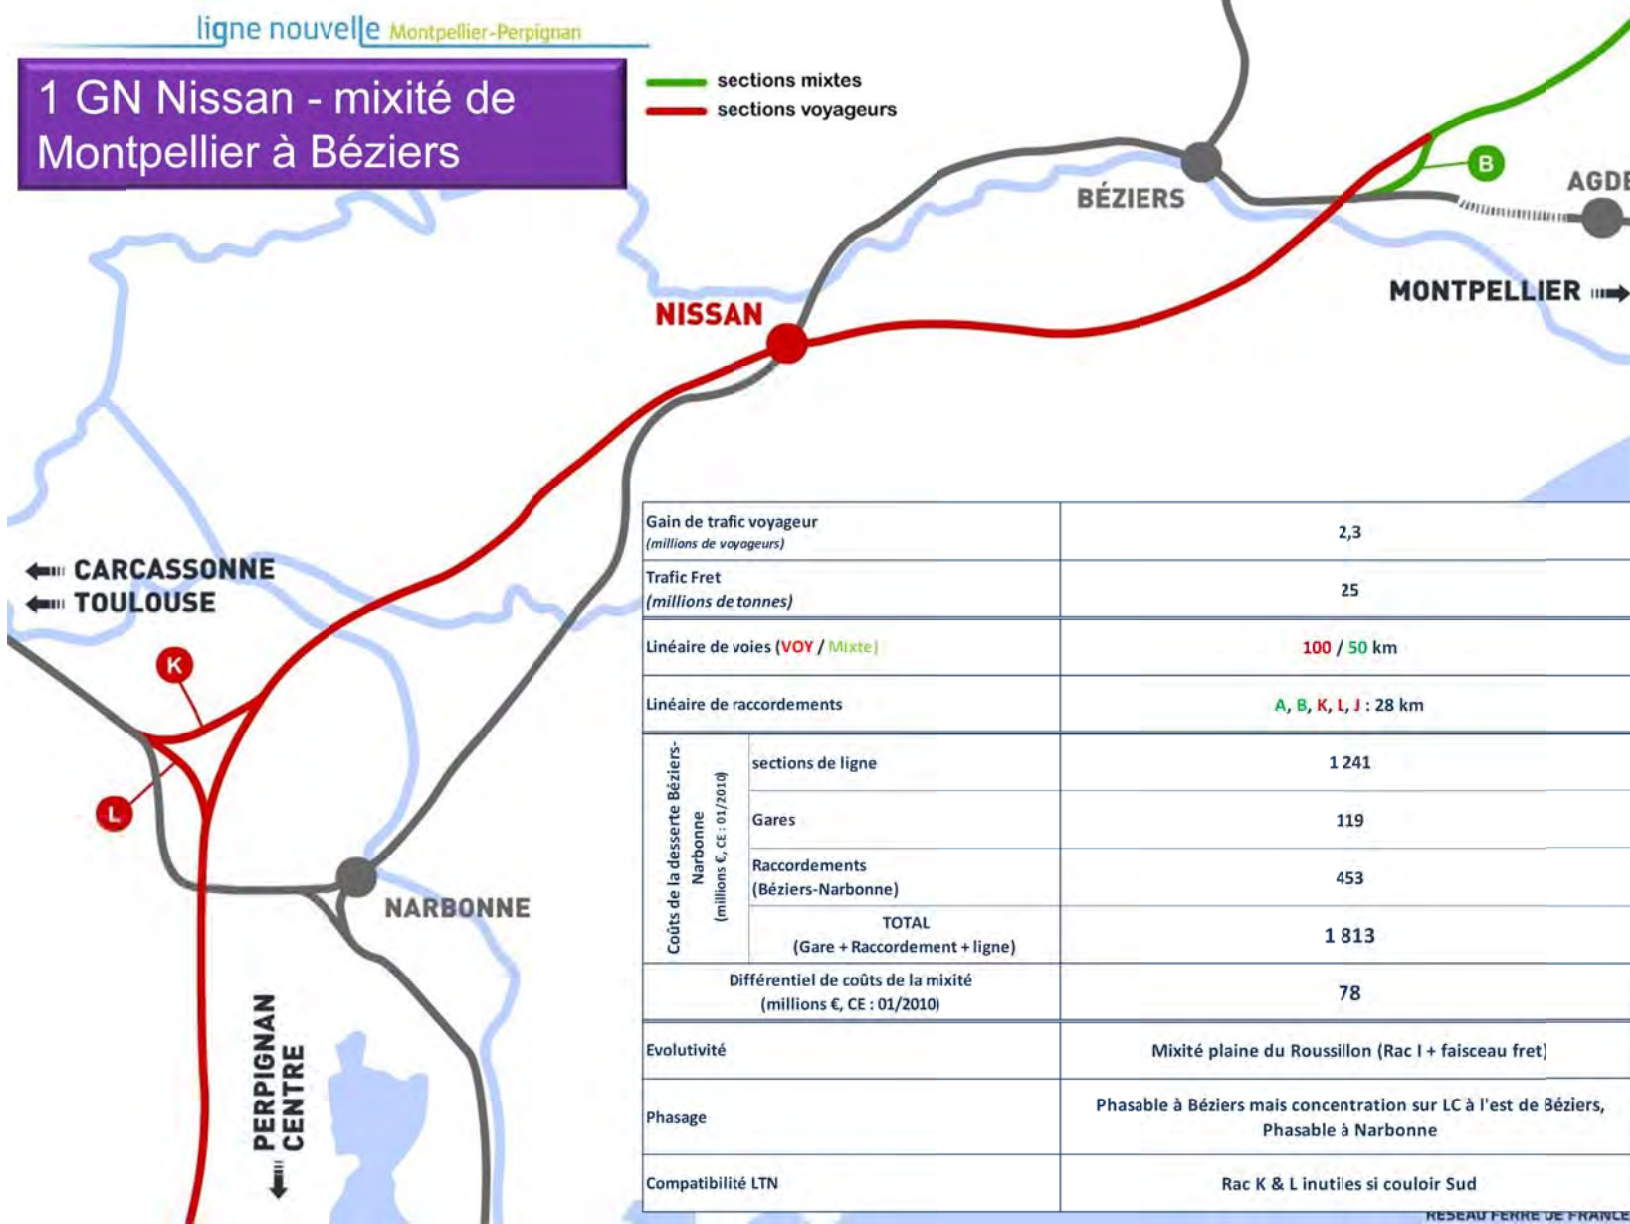 ligne nouvelle Montpellier-Perpignan
1 GN Nissan - mixité de
Montpellier à Béziers
sections mixtes
sections voyageurs
B
AGDE
BÉZIERS
MONTPELLIER
NISSAN
CARCASSONNE
TOULOUSE
K
L
NARBONNE
PERPIGNAN
CENTRE
Gain de trafic voyageur
(millions de voyageurs)
2,3
Trafic Fret
(millions de tonnes)
25
Linéaire de voies (VOY / Mixte)
100 / 50 km
Linéaire de raccordements
A, B, K, L, J : 28 km
Coûts de la desserte Béziers-
Narbonne
(millions €, CE : 01/2010)
sections de ligne
1 241
Gares
119
Raccordements
(Béziers-Narbonne)
453
TOTAL
(Gare + Raccordement + ligne)
1 813
Différentiel de coûts de la mixité
(millions €, CE : 01/2010)
78
Evolutivité
Mixité plaine du Roussillon (Rac I + faisceau fret)
Phasage
Phasable à Béziers mais concentration sur LC à l'est de Béziers,
Phasable à Narbonne
Compatibilité LTN
Rac K & L inutiles si couloir Sud
RÉSEAU FERRÉ DE FRANCE